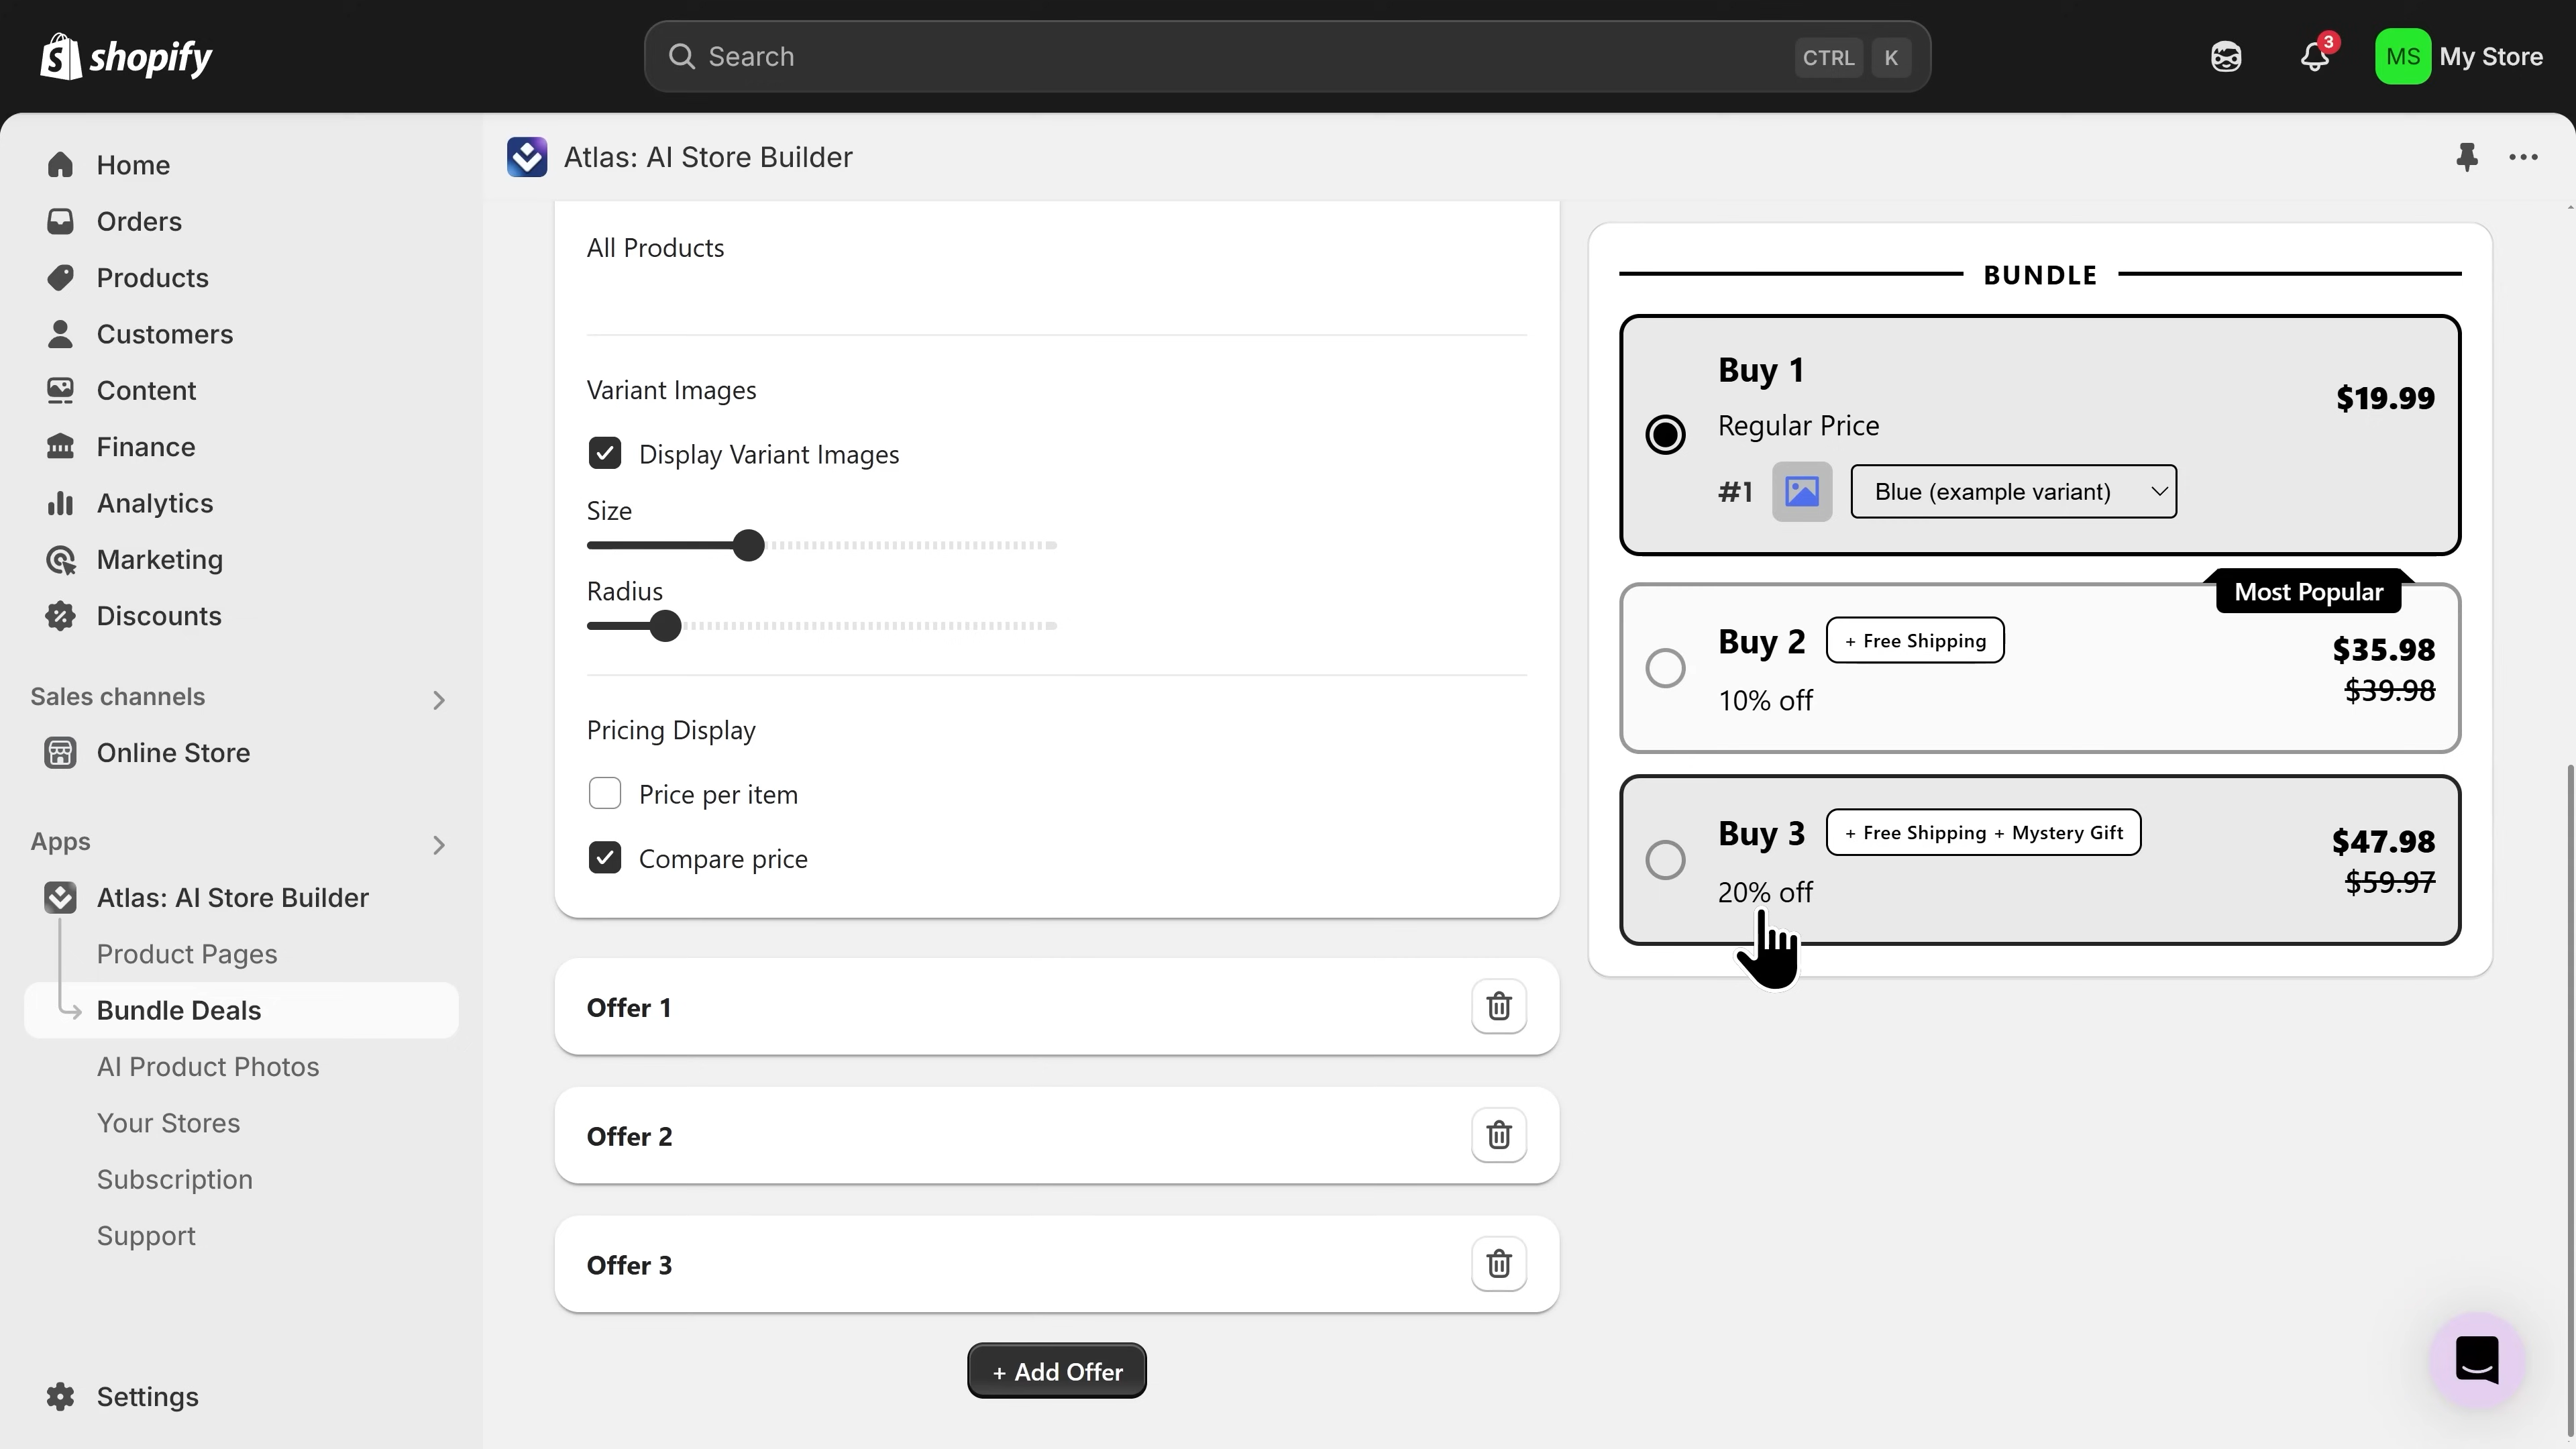 shopify
Search
CTRL K
3
MS
My Store
Home
Orders
Products
Customers
Content
Finance
Analytics
Marketing
Discounts
Sales channels
Online Store
Apps
Atlas: AI Store Builder
Product Pages
Bundle Deals
AI Product Photos
Your Stores
Subscription
Support
Settings
Atlas: AI Store Builder
All Products
Variant Images
Display Variant Images
Size
Radius
Pricing Display
Price per item
Compare price
Offer 1
Offer 2
Offer 3
+ Add Offer
BUNDLE
Buy 1
$19.99
Regular Price
#1 Blue (example variant)
Most Popular
Buy 2 + Free Shipping
$35.98
$39.98
10% off
Buy 3 + Free Shipping + Mystery Gift
$47.98
$59.97
20% off